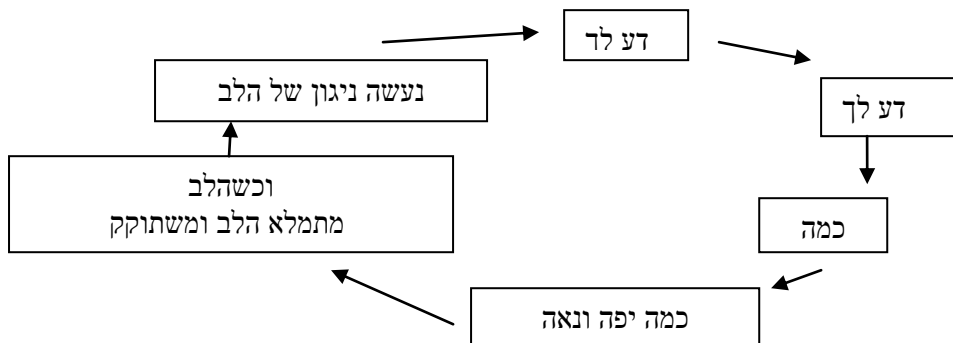 דע לך
דע לך
כמה
כמה יפה ונאה
וכשהלב
מתמלא הלב ומשתוקק
נעשה ניגון של הלב